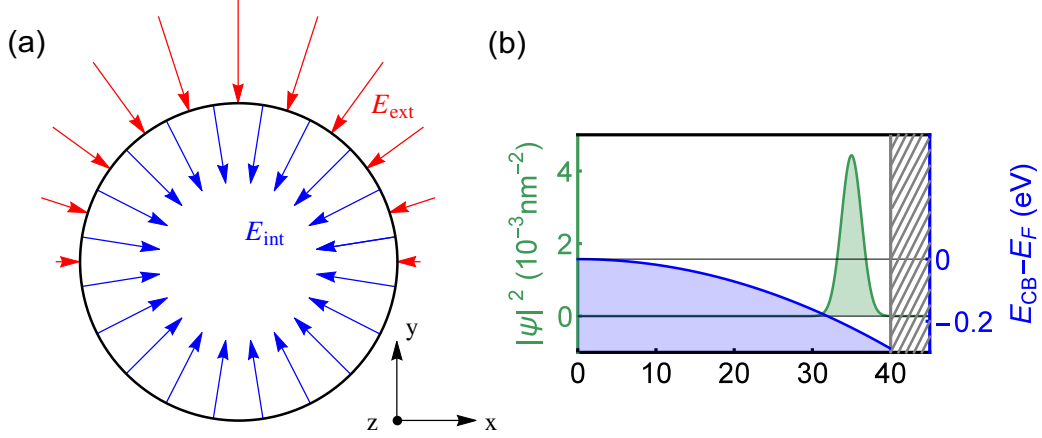 (a)
E_ext
E_int
y
z
x
(b)
|ψ|² (10⁻³nm⁻²)
4
2
0
0
10
20
30
40
0
−0.2
E_CB−E_F (eV)